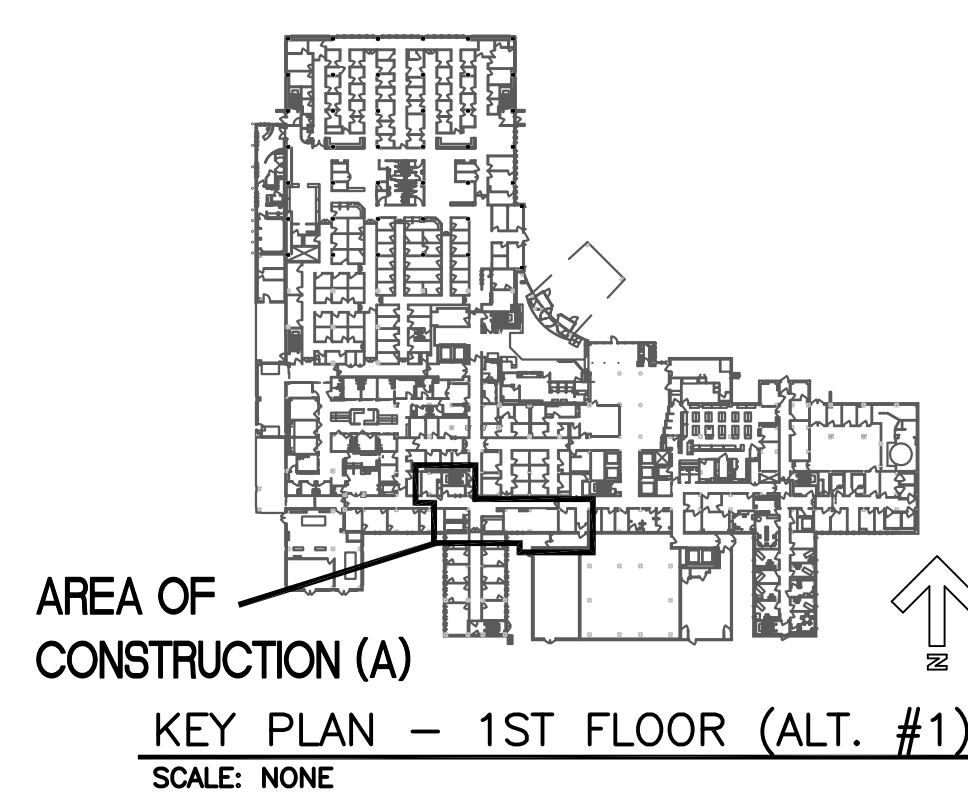 AREA OF
CONSTRUCTION (A)
N
KEY PLAN – 1ST FLOOR (ALT. #1)
SCALE: NONE